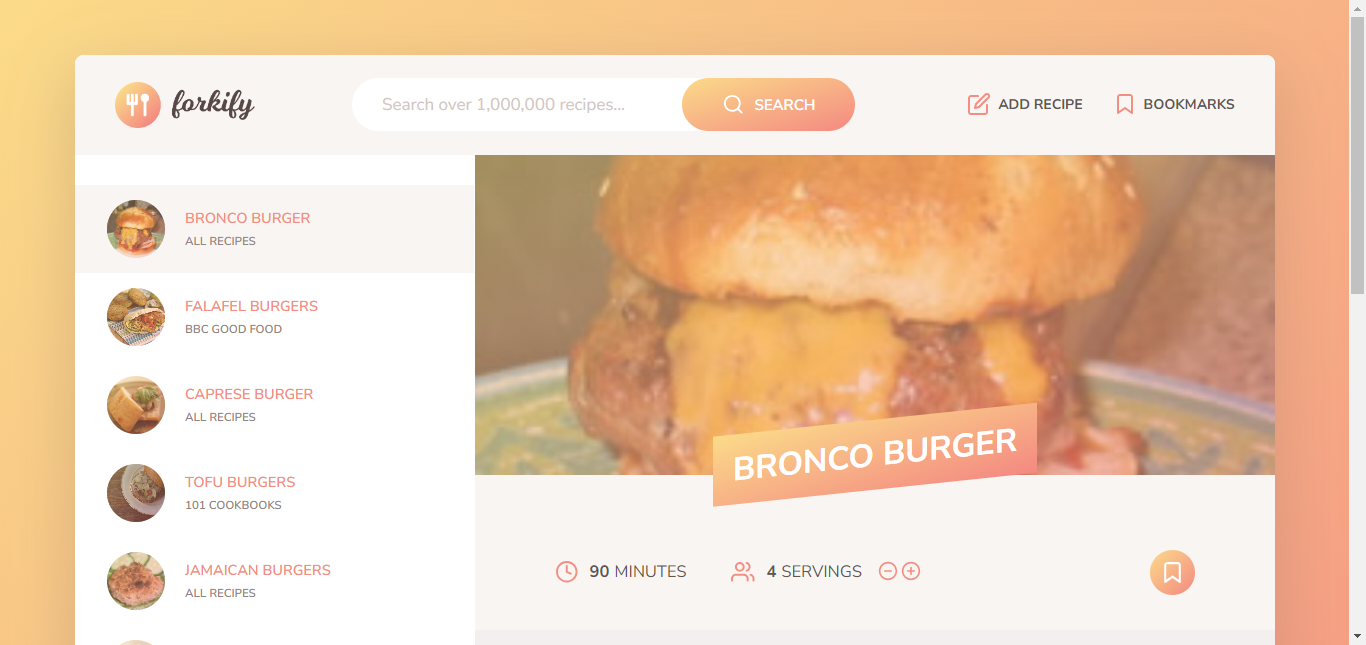 forkify
Search over 1,000,000 recipes...
SEARCH
ADD RECIPE
BOOKMARKS
BRONCO BURGER
ALL RECIPES
FALAFEL BURGERS
BBC GOOD FOOD
CAPRESE BURGER
ALL RECIPES
TOFU BURGERS
101 COOKBOOKS
JAMAICAN BURGERS
ALL RECIPES
BRONCO BURGER
90 MINUTES
4 SERVINGS